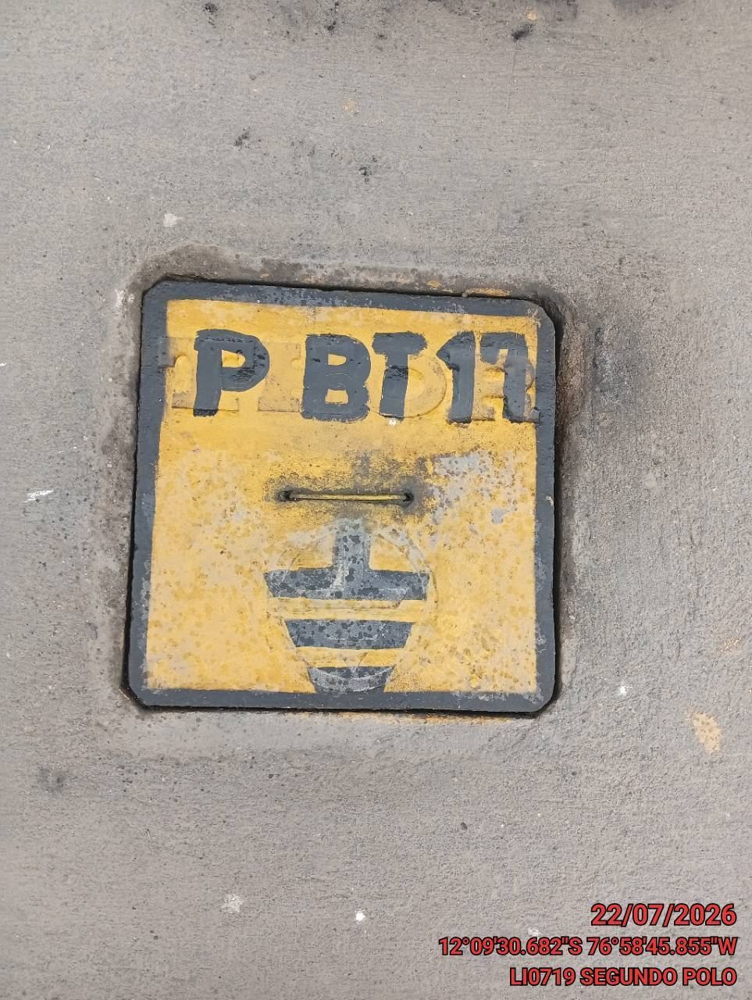 P BT17
22/07/2026
12°09'30.682"S 76°58'45.855"W
LI0719 SEGUNDO POLO